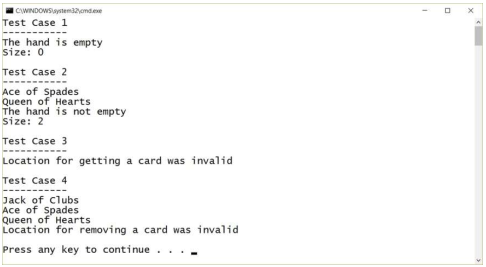 C:\WINDOWS\system32\cmd.exe
Test Case 1
-----------
The hand is empty
Size: 0
Test Case 2
-----------
Ace of Spades
Queen of Hearts
The hand is not empty
Size: 2
Test Case 3
-----------
Location for getting a card was invalid
Test Case 4
-----------
Jack of Clubs
Ace of Spades
Queen of Hearts
Location for removing a card was invalid
Press any key to continue . . . _